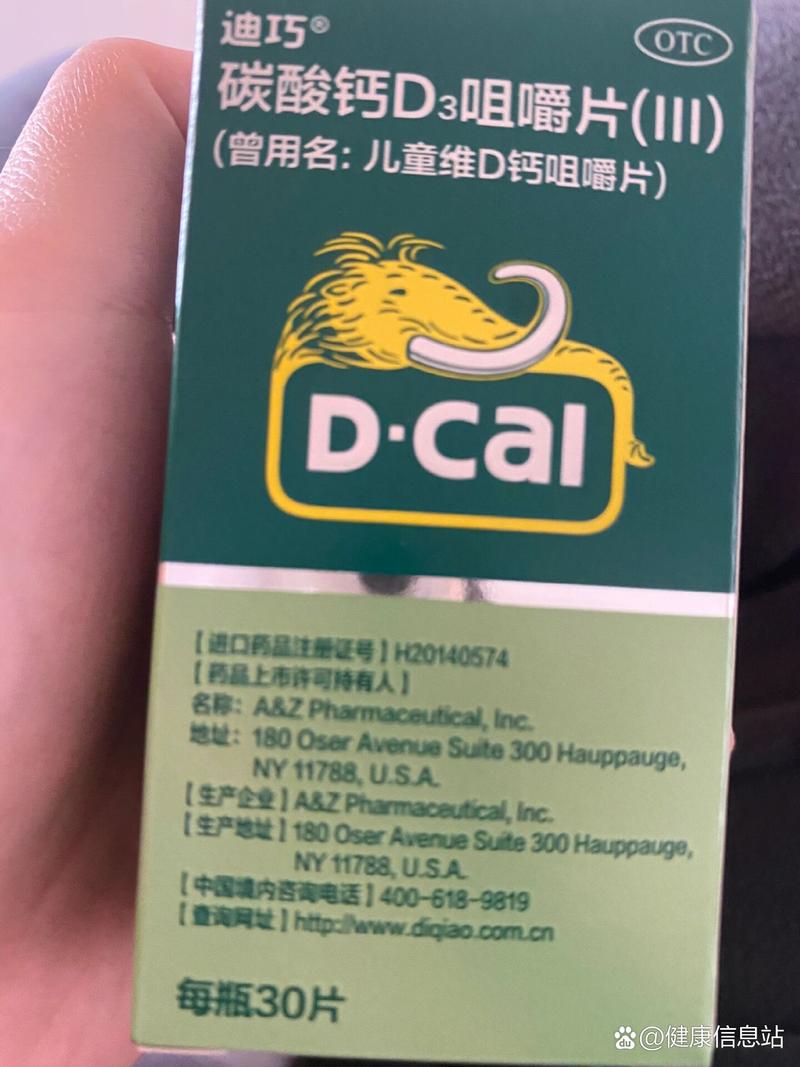 迪巧®
OTC
碳酸钙D₃咀嚼片(III)
(曾用名: 儿童维D钙咀嚼片)
D·Cal
【进口药品注册证号】H20140574
【药品上市许可持有人】
名称: A&Z Pharmaceutical, Inc.
地址: 180 Oser Avenue Suite 300 Hauppauge,
NY 11788, U.S.A.
【生产企业】A&Z Pharmaceutical, Inc.
【生产地址】180 Oser Avenue Suite 300 Hauppauge,
NY 11788, U.S.A.
【中国境内咨询电话】400-618-9819
【查询网址】http://www.diqiao.com.cn
每瓶30片
du @健康信息站